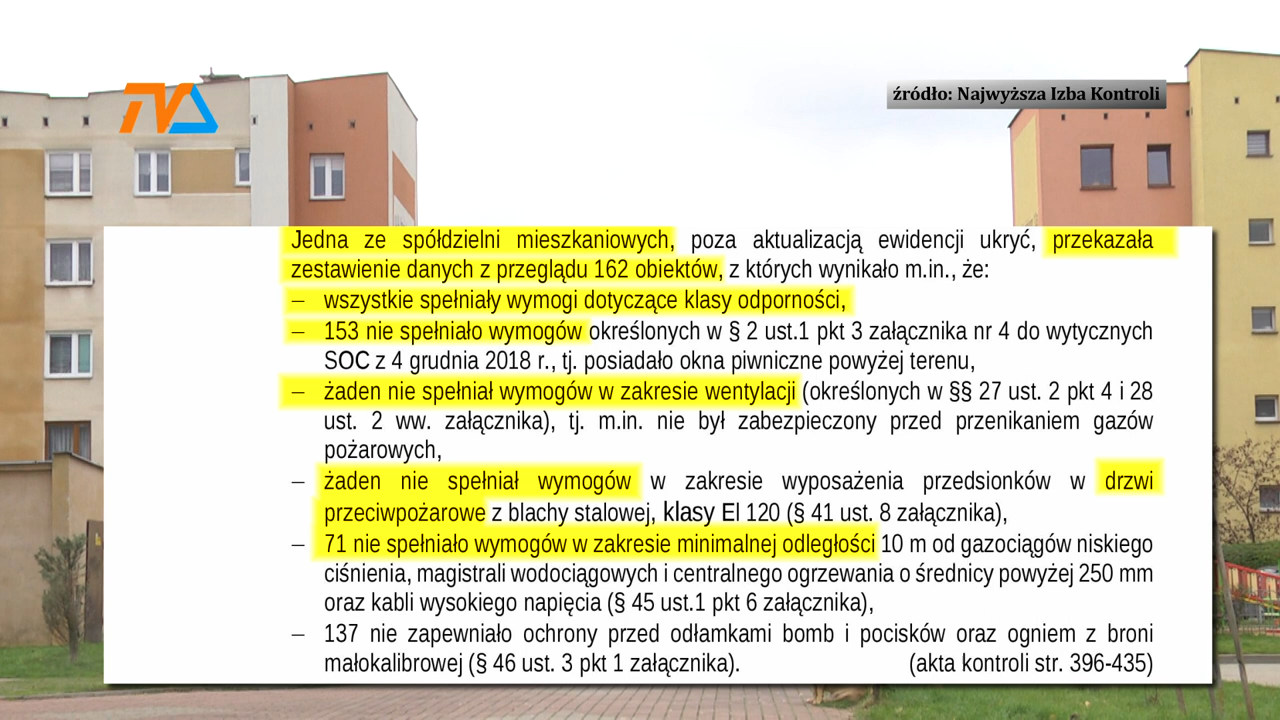 TVA
źródło: Najwyższa Izba Kontroli
Jedna ze spółdzielni mieszkaniowych, poza aktualizacją ewidencji ukryć, przekazała
zestawienie danych z przeglądu 162 obiektów, z których wynikało m.in., że:
– wszystkie spełniały wymogi dotyczące klasy odporności,
– 153 nie spełniało wymogów określonych w § 2 ust.1 pkt 3 załącznika nr 4 do wytycznych
SOC z 4 grudnia 2018 r., tj. posiadało okna piwniczne powyżej terenu,
– żaden nie spełniał wymogów w zakresie wentylacji (określonych w §§ 27 ust. 2 pkt 4 i 28
ust. 2 ww. załącznika), tj. m.in. nie był zabezpieczony przed przenikaniem gazów
pożarowych,
– żaden nie spełniał wymogów w zakresie wyposażenia przedsionków w drzwi
przeciwpożarowe z blachy stalowej, klasy El 120 (§ 41 ust. 8 załącznika),
– 71 nie spełniało wymogów w zakresie minimalnej odległości 10 m od gazociągów niskiego
ciśnienia, magistrali wodociągowych i centralnego ogrzewania o średnicy powyżej 250 mm
oraz kabli wysokiego napięcia (§ 45 ust.1 pkt 6 załącznika),
– 137 nie zapewniało ochrony przed odłamkami bomb i pocisków oraz ogniem z broni
małokalibrowej (§ 46 ust. 3 pkt 1 załącznika). (akta kontroli str. 396-435)